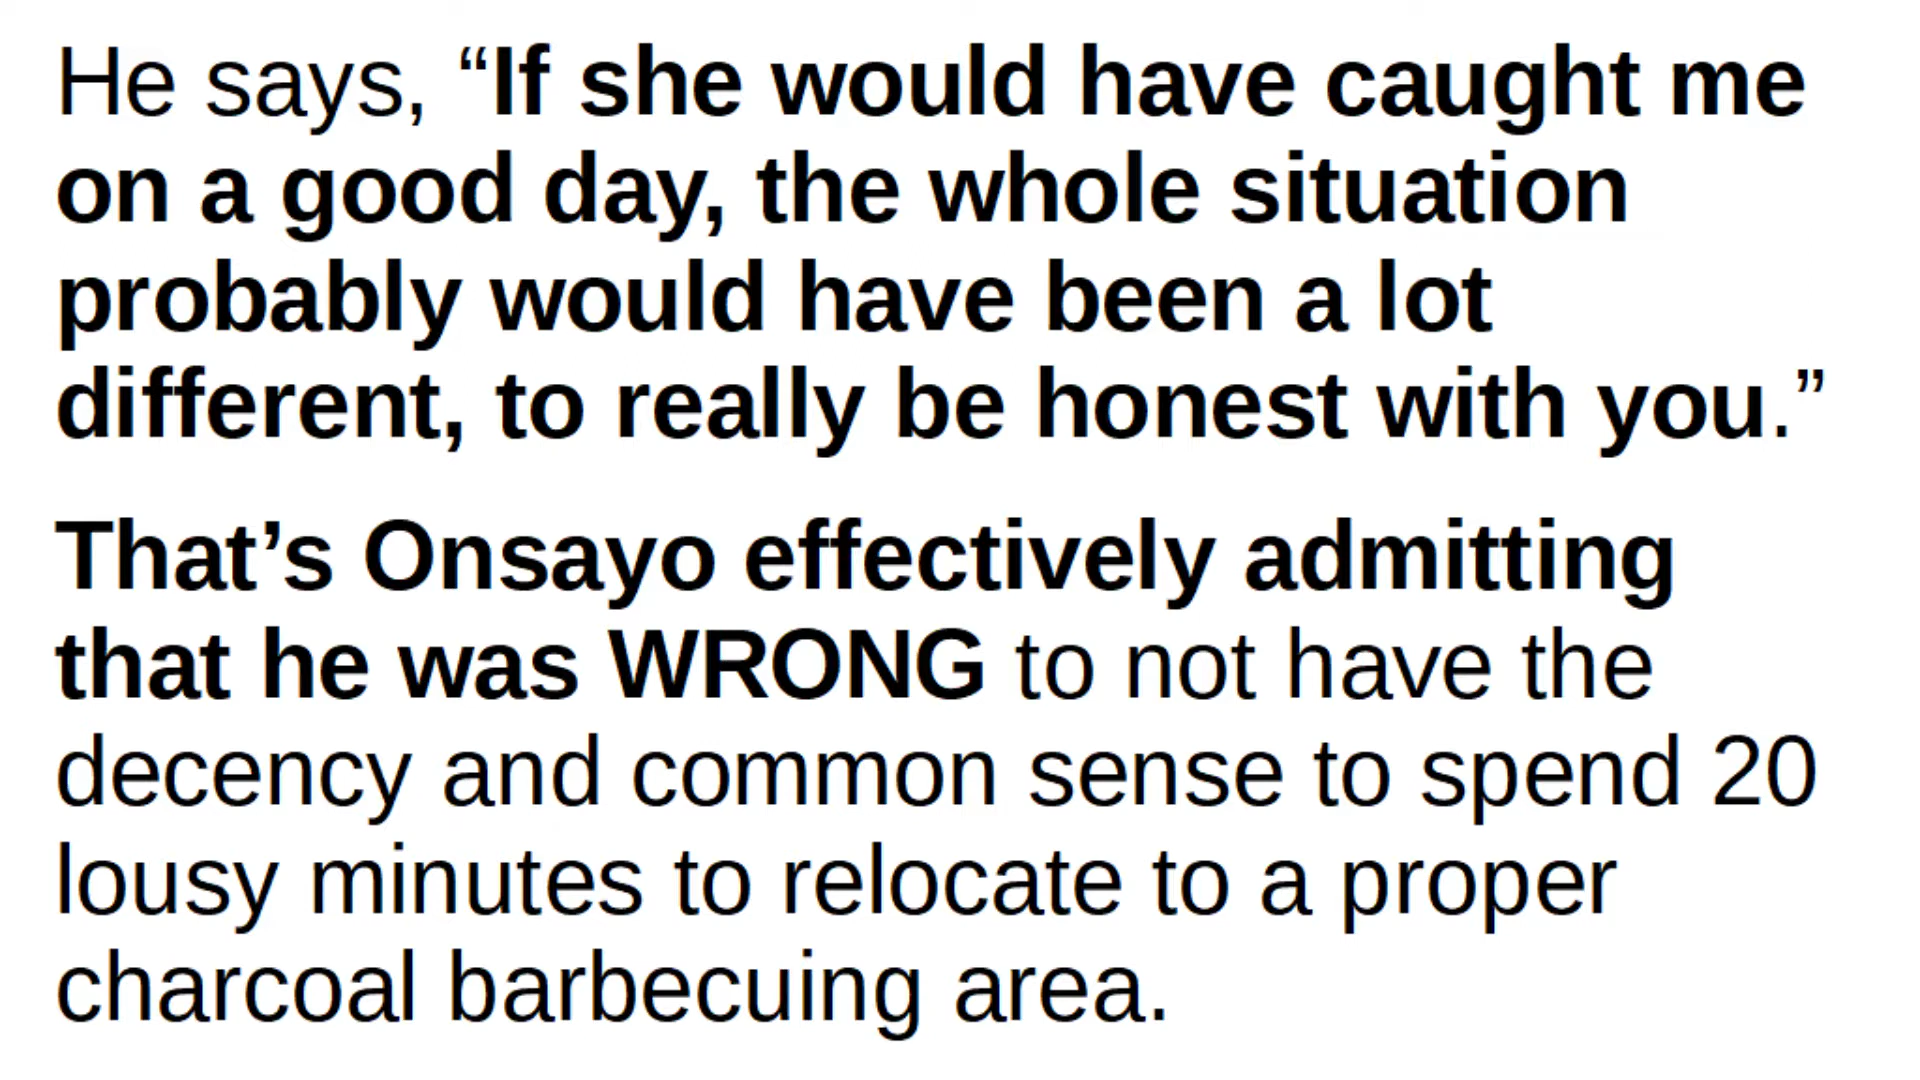 He says, “If she would have caught me
on a good day, the whole situation
probably would have been a lot
different, to really be honest with you.”
That’s Onsayo effectively admitting
that he was WRONG to not have the
decency and common sense to spend 20
lousy minutes to relocate to a proper
charcoal barbecuing area.